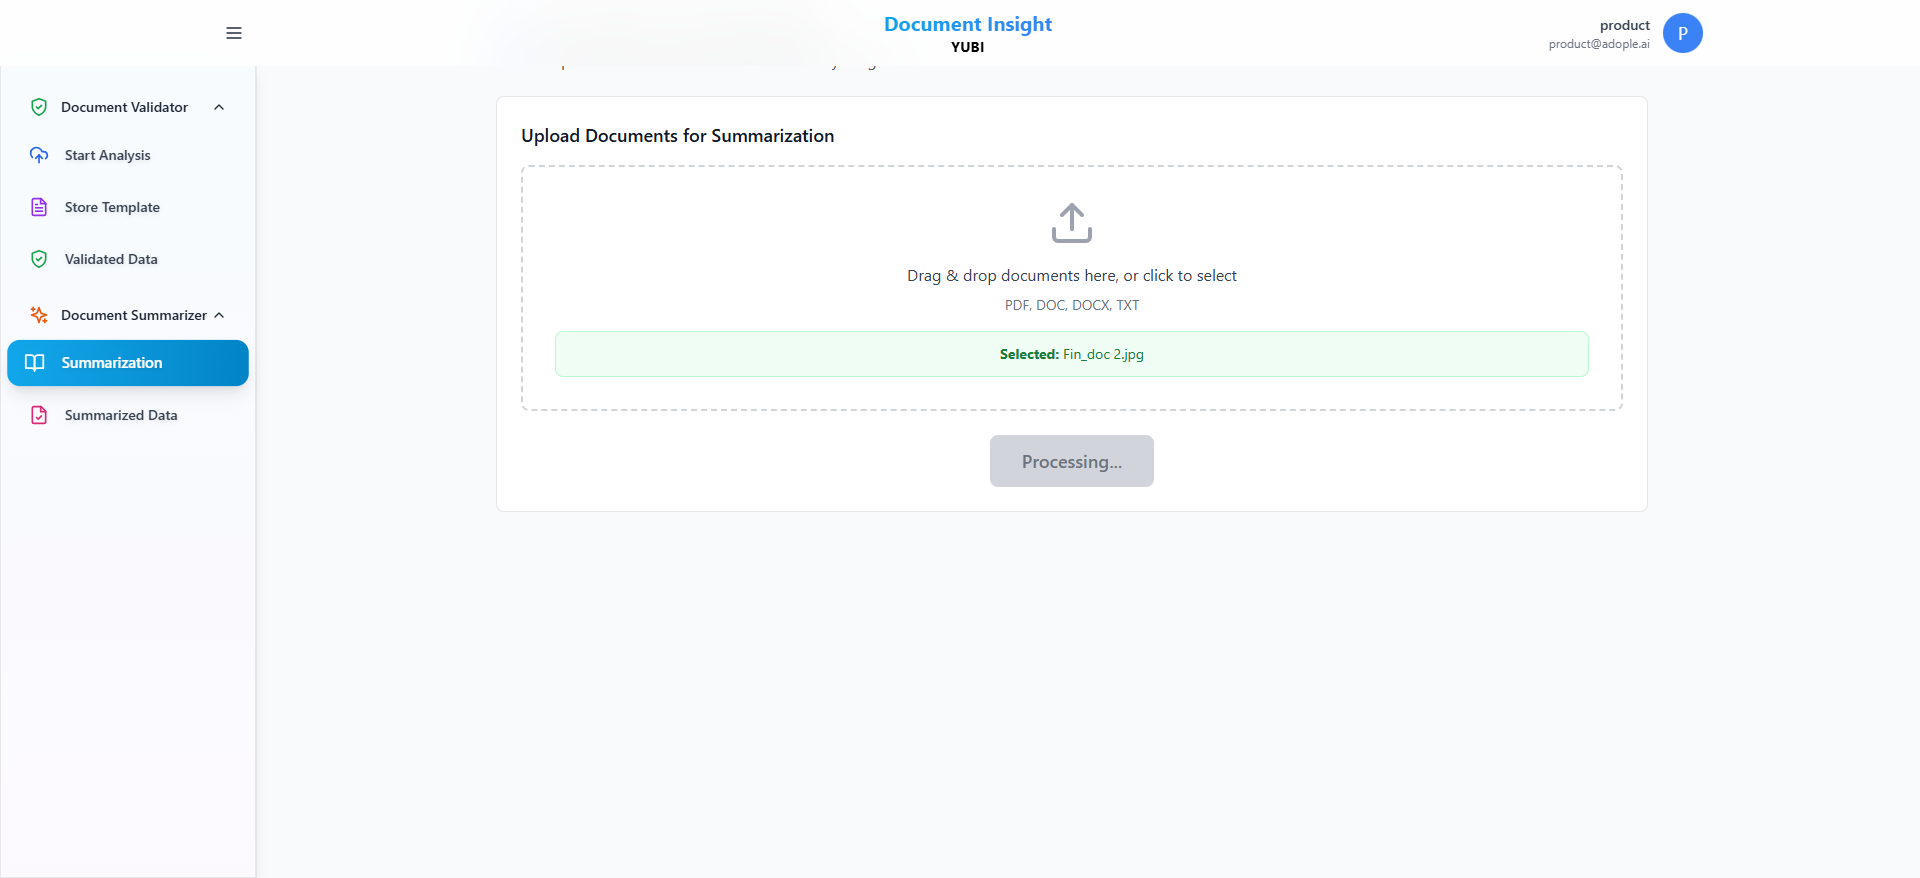 Document Insight
YUBI
product
product@adople.ai
P
Document Validator
Start Analysis
Store Template
Validated Data
Document Summarizer
Summarization
Summarized Data
Upload Documents for Summarization
Drag & drop documents here, or click to select
PDF, DOC, DOCX, TXT
Selected: Fin_doc 2.jpg
Processing...